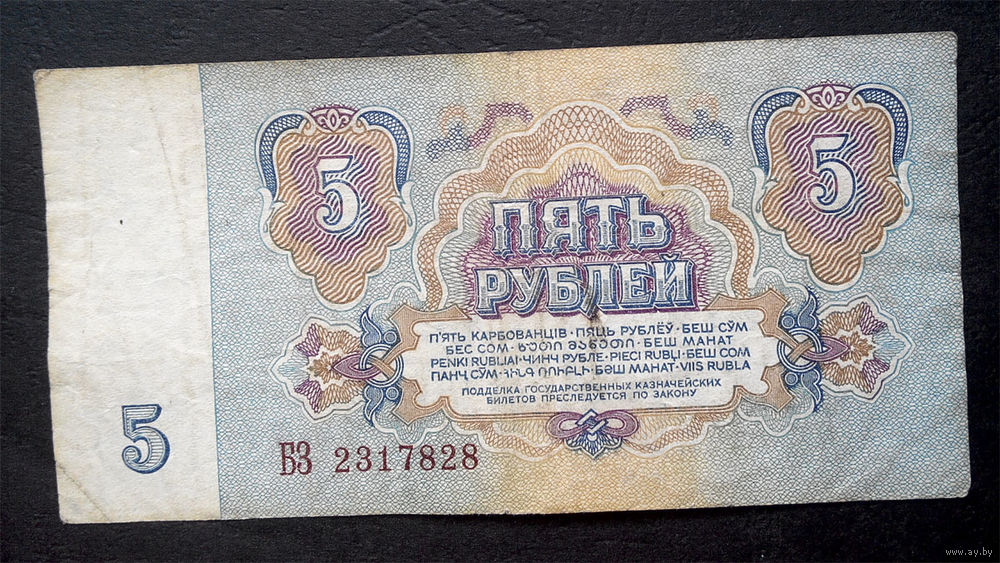 5 5
ПЯТЬ
РУБЛЕЙ
П'ЯТЬ КАРБОВАНЦІВ · ПЯЦЬ РУБЛЁЎ · БЕШ СЎМ
БЕС СОМ · ᲮᲣᲗᲘ ᲛᲐᲜᲔᲗᲘ · БЕШ МАНАТ
PENKI RUBLIAI · ЧИНЧ РУБЛЕ · PIECI RUBĻI · БЕШ СОМ
ПАНҶ СЎМ · ՀԻՆԳ ՌՈՒԲԼԻ · БӘШ МАНАТ · VIIS RUBLA
ПОДДЕЛКА ГОСУДАРСТВЕННЫХ КАЗНАЧЕЙСКИХ
БИЛЕТОВ ПРЕСЛЕДУЕТСЯ ПО ЗАКОНУ
5
БЗ 2317828
www.ay.by